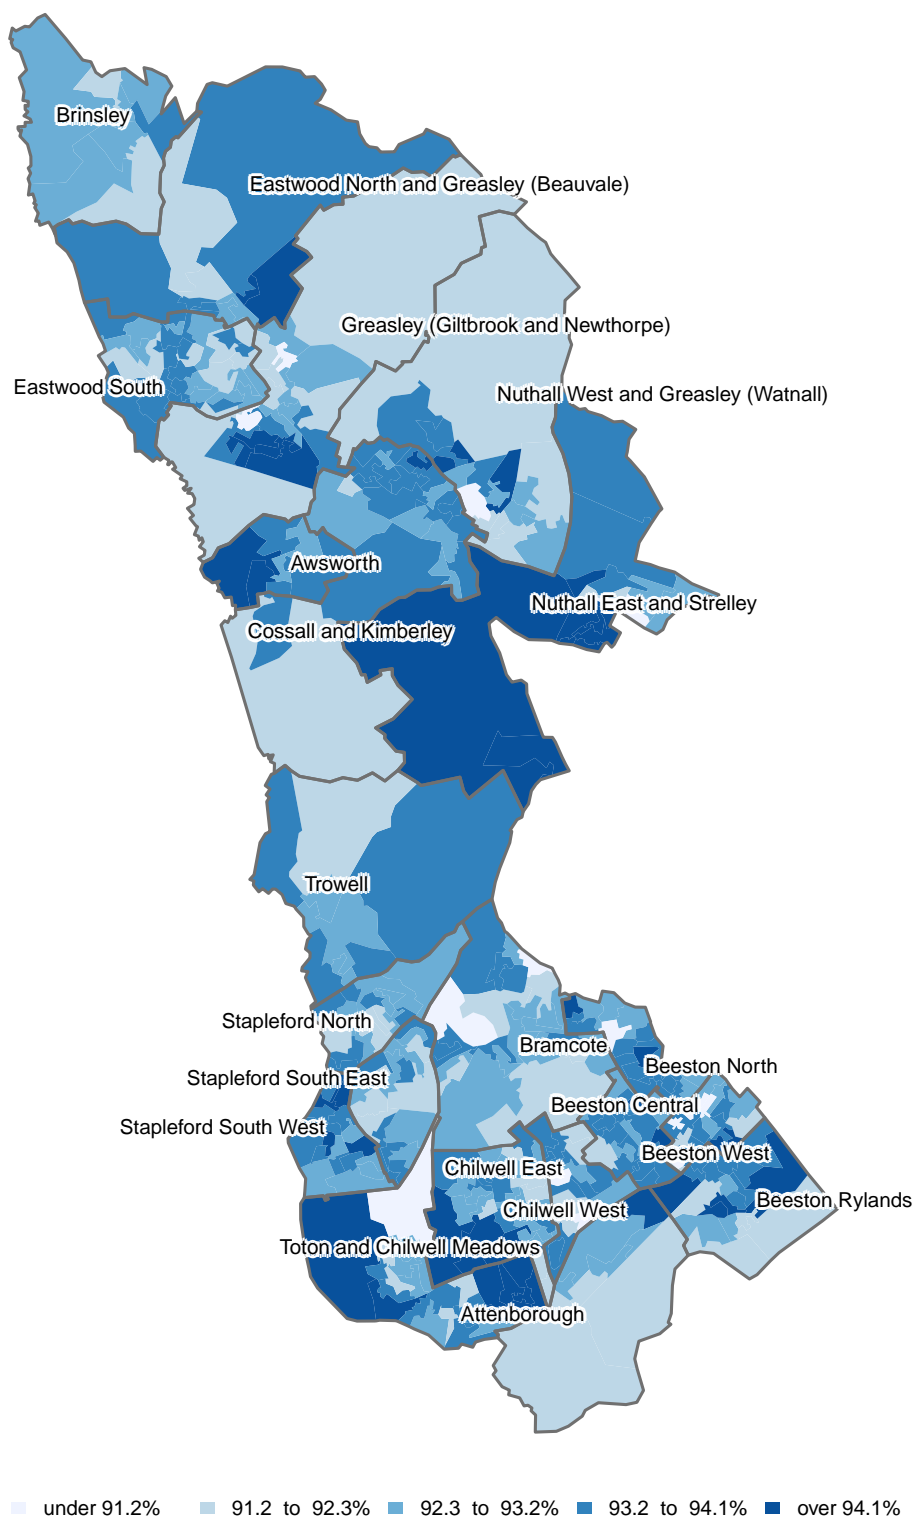 Brinsley
Eastwood North and Greasley (Beauvale)
Greasley (Giltbrook and Newthorpe)
Eastwood South
Nuthall West and Greasley (Watnall)
Awsworth
Nuthall East and Strelley
Cossall and Kimberley
Trowell
Stapleford North
Bramcote
Beeston North
Stapleford South East
Beeston Central
Stapleford South West
Beeston West
Chilwell East
Beeston Rylands
Chilwell West
Toton and Chilwell Meadows
Attenborough
under 91.2% 91.2 to 92.3% 92.3 to 93.2% 93.2 to 94.1% over 94.1%